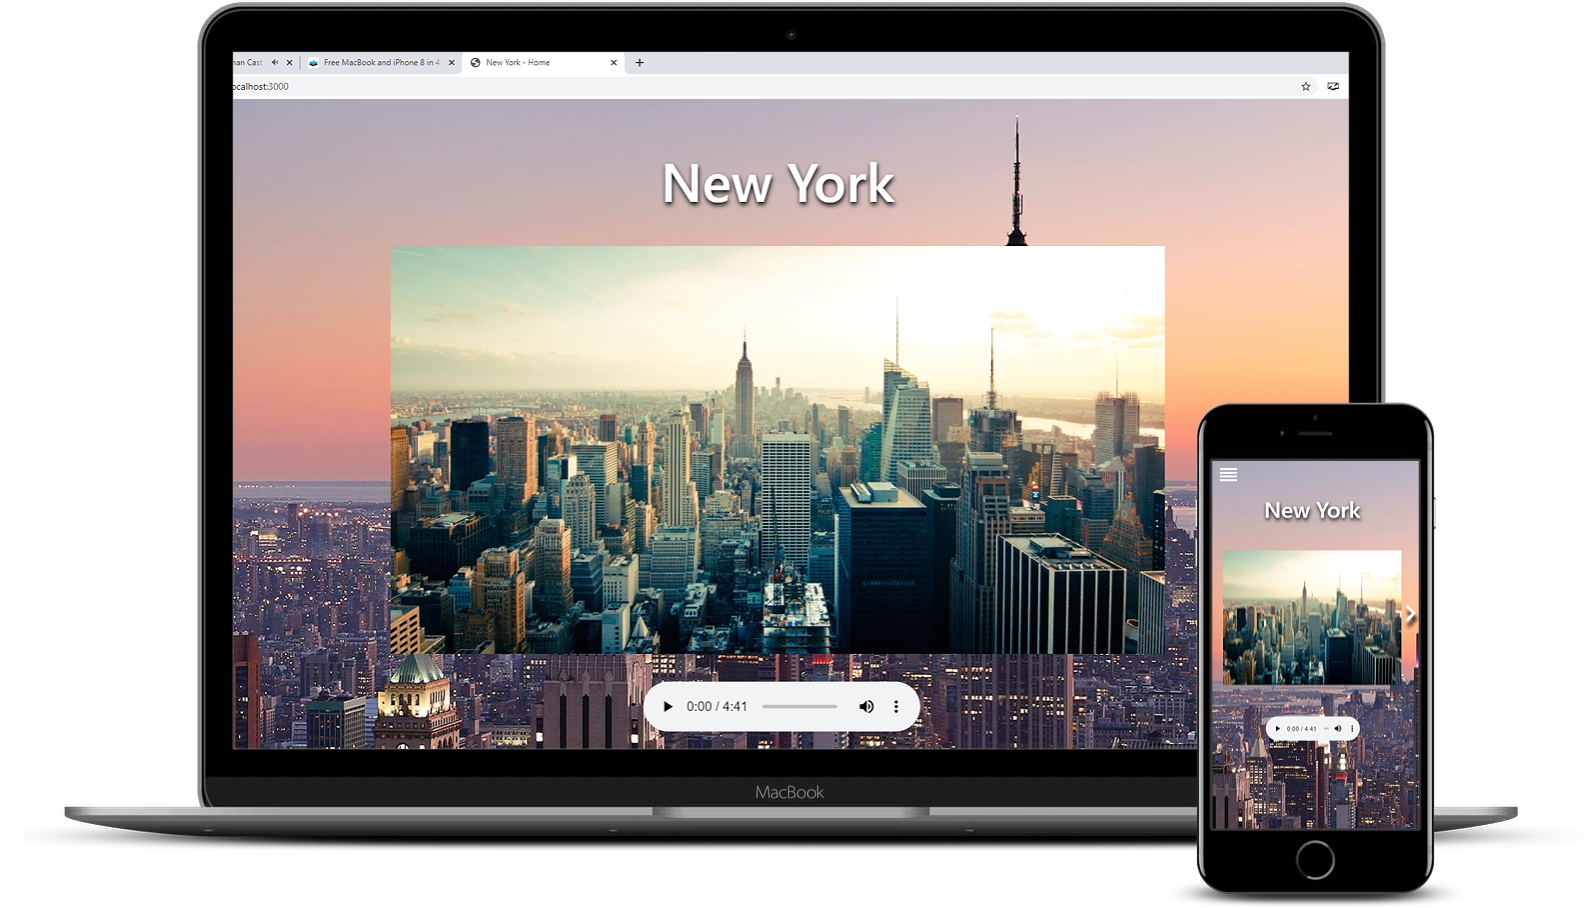 nan Cast
Free MacBook and iPhone 8 in 4
New York - Home
ocalhost:3000
New York
0:00 / 4:41
MacBook
New York
0:00 / 4:41